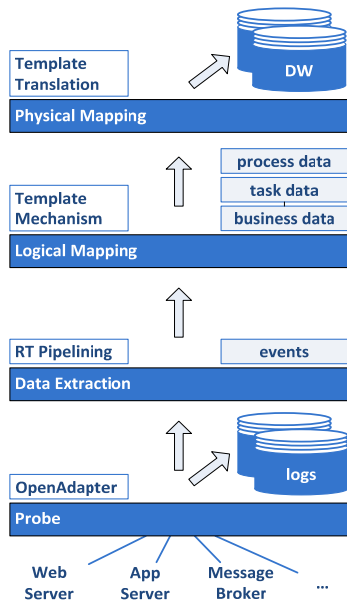 Template
Translation
DW
Physical Mapping
process data
Template
Mechanism
task data
business data
Logical Mapping
RT Pipelining
events
Data Extraction
logs
OpenAdapter
Probe
Web
Server
App
Server
Message
Broker
...